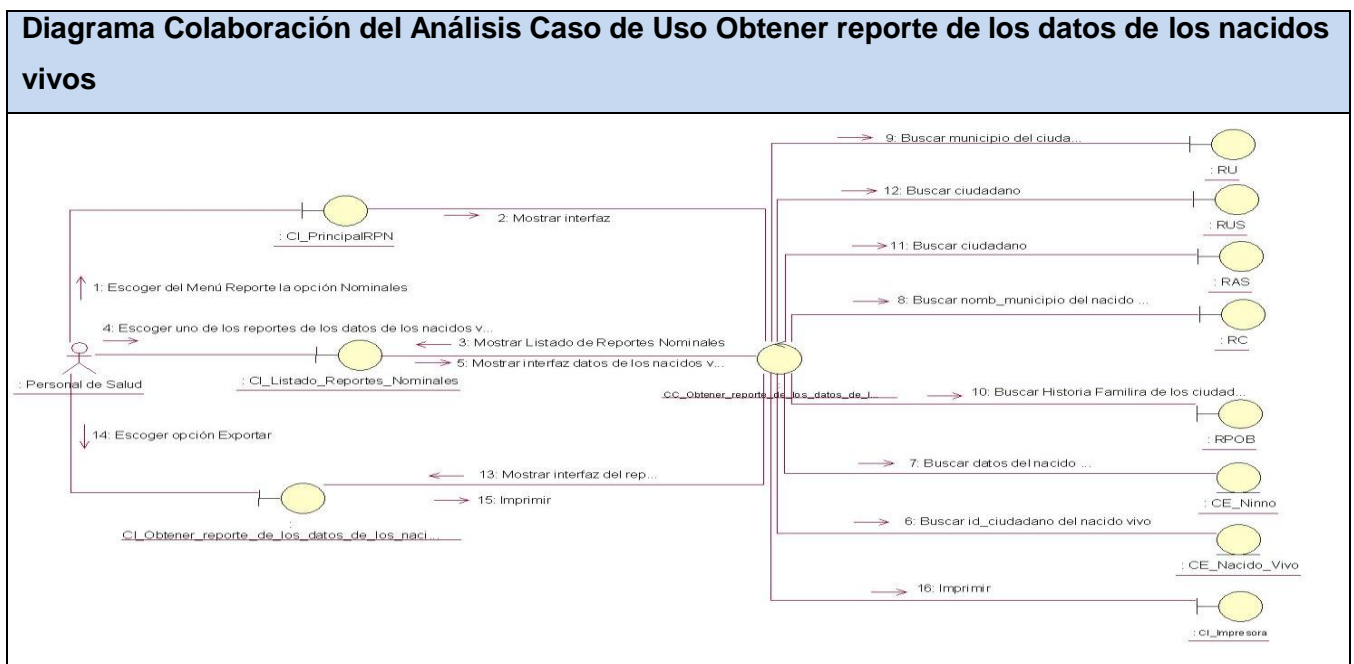 Diagrama Colaboración del Análisis Caso de Uso Obtener reporte de los datos de los nacidos
vivos
9: Buscar municipio del ciuda...
: RU
12: Buscar ciudadano
: RUS
2: Mostrar interfaz
: CI_PrincipalRPN
11: Buscar ciudadano
: RAS
1: Escoger del Menú Reporte la opción Nominales
8: Buscar nomb_municipio del nacido ...
: RC
4: Escoger uno de los reportes de los datos de los nacidos v...
3: Mostrar Listado de Reportes Nominales
5: Mostrar interfaz datos de los nacidos v...
: Personal de Salud
: CI_Listado_Reportes_Nominales
:
CC_Obtener_reporte_de_los_datos_de_l...
10: Buscar Historia Familira de los ciudad...
: RPOB
14: Escoger opción Exportar
7: Buscar datos del nacido ...
: CE_Ninno
13: Mostrar interfaz del rep...
15: Imprimir
:
CI_Obtener_reporte_de_los_datos_de_los_naci...
6: Buscar id_ciudadano del nacido vivo
: CE_Nacido_Vivo
16: Imprimir
: CI_Impresora